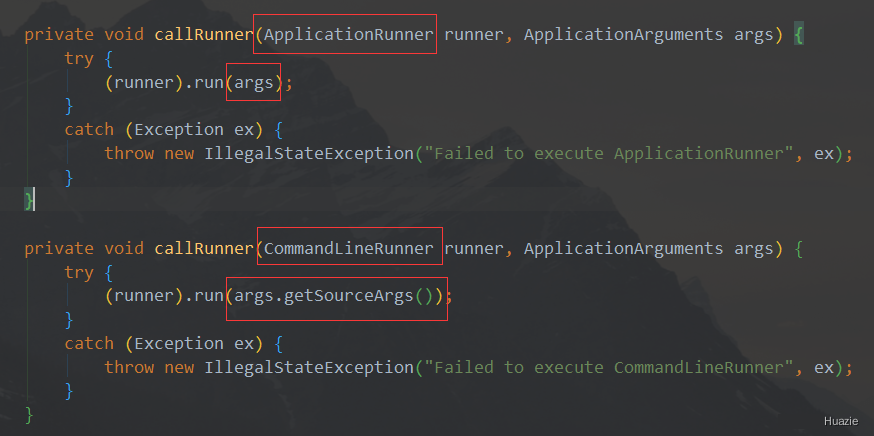 private void callRunner(ApplicationRunner runner, ApplicationArguments args) {
    try {
        (runner).run(args);
    }
    catch (Exception ex) {
        throw new IllegalStateException("Failed to execute ApplicationRunner", ex);
    }
}
private void callRunner(CommandLineRunner runner, ApplicationArguments args) {
    try {
        (runner).run(args.getSourceArgs());
    }
    catch (Exception ex) {
        throw new IllegalStateException("Failed to execute CommandLineRunner", ex);
    }
}
Huazie